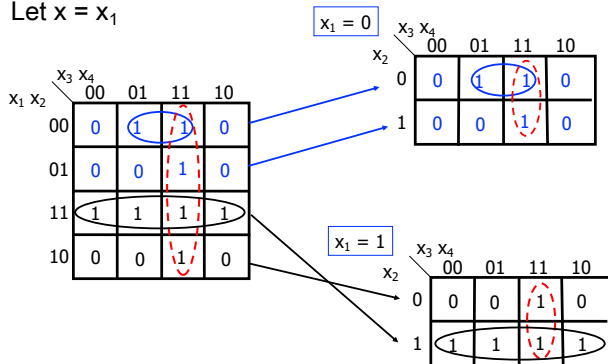 Let x = x₁
x₃ x₄
x₁ x₂
00 01 11 10
00 0 1 1 0
01 0 0 1 0
11 1 1 1 1
10 0 0 1 0
x₁ = 0
x₃ x₄
x₂
00 01 11 10
0 0 1 1 0
1 0 0 1 0
x₁ = 1
x₃ x₄
x₂
00 01 11 10
0 0 0 1 0
1 1 1 1 1